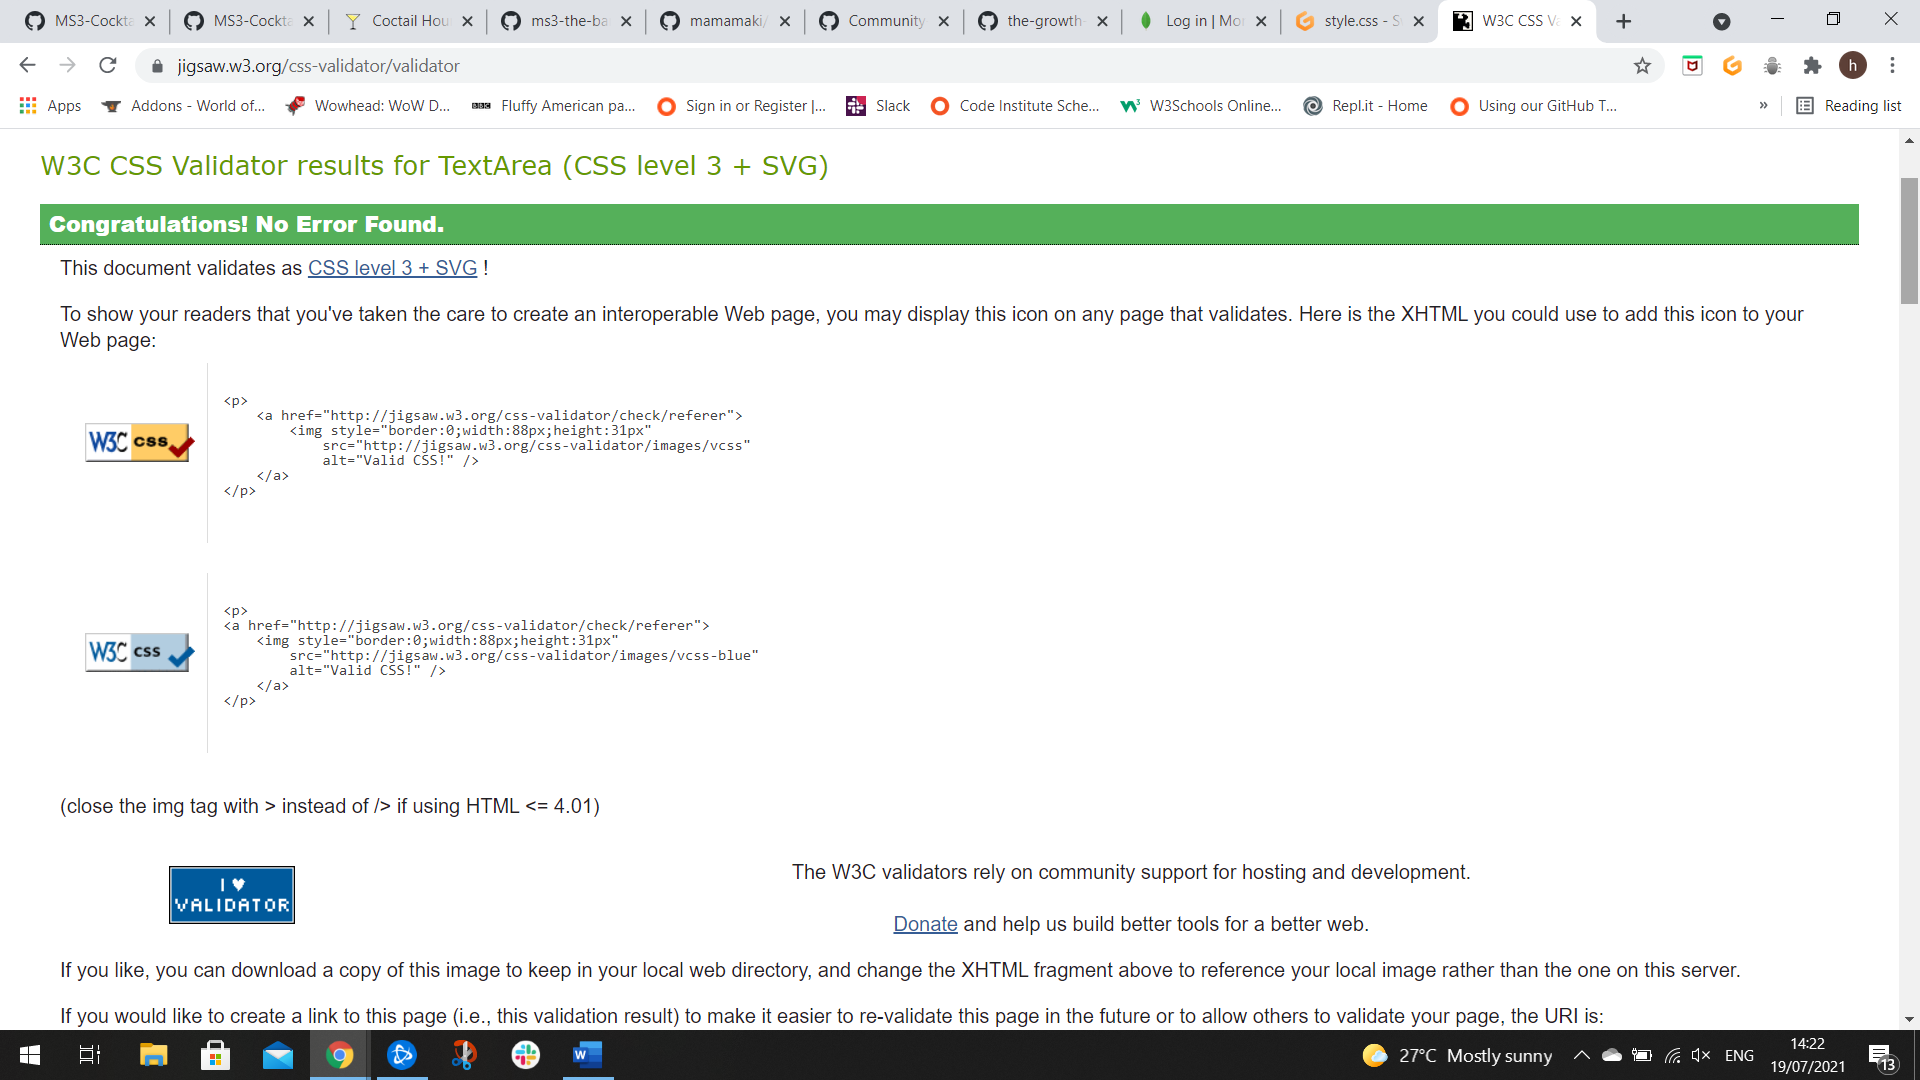 MS3-Cockta
MS3-Cockta
Coctail Hou
ms3-the-ba
mamamaki/
Community
the-growth-
Log in | Mo
style.css - S
W3C CSS Va
jigsaw.w3.org/css-validator/validator
h
Apps
Addons - World of...
Wowhead: WoW D...
BBC
Fluffy American pa...
Sign in or Register |...
Slack
Code Institute Sche...
W3Schools Online...
Repl.it - Home
Using our GitHub T...
»
Reading list
W3C CSS Validator results for TextArea (CSS level 3 + SVG)
Congratulations! No Error Found.
This document validates as CSS level 3 + SVG !
To show your readers that you've taken the care to create an interoperable Web page, you may display this icon on any page that validates. Here is the XHTML you could use to add this icon to your
Web page:
W3C css
<p>
<a href="http://jigsaw.w3.org/css-validator/check/referer">
<img style="border:0;width:88px;height:31px"
src="http://jigsaw.w3.org/css-validator/images/vcss"
alt="Valid CSS!" />
</a>
</p>
W3C css
<p>
<a href="http://jigsaw.w3.org/css-validator/check/referer">
<img style="border:0;width:88px;height:31px"
src="http://jigsaw.w3.org/css-validator/images/vcss-blue"
alt="Valid CSS!" />
</a>
</p>
(close the img tag with > instead of /> if using HTML <= 4.01)
I ♥
VALIDATOR
The W3C validators rely on community support for hosting and development.
Donate and help us build better tools for a better web.
If you like, you can download a copy of this image to keep in your local web directory, and change the XHTML fragment above to reference your local image rather than the one on this server.
If you would like to create a link to this page (i.e., this validation result) to make it easier to re-validate this page in the future or to allow others to validate your page, the URI is:
W
27°C Mostly sunny
ENG
14:22
19/07/2021
13